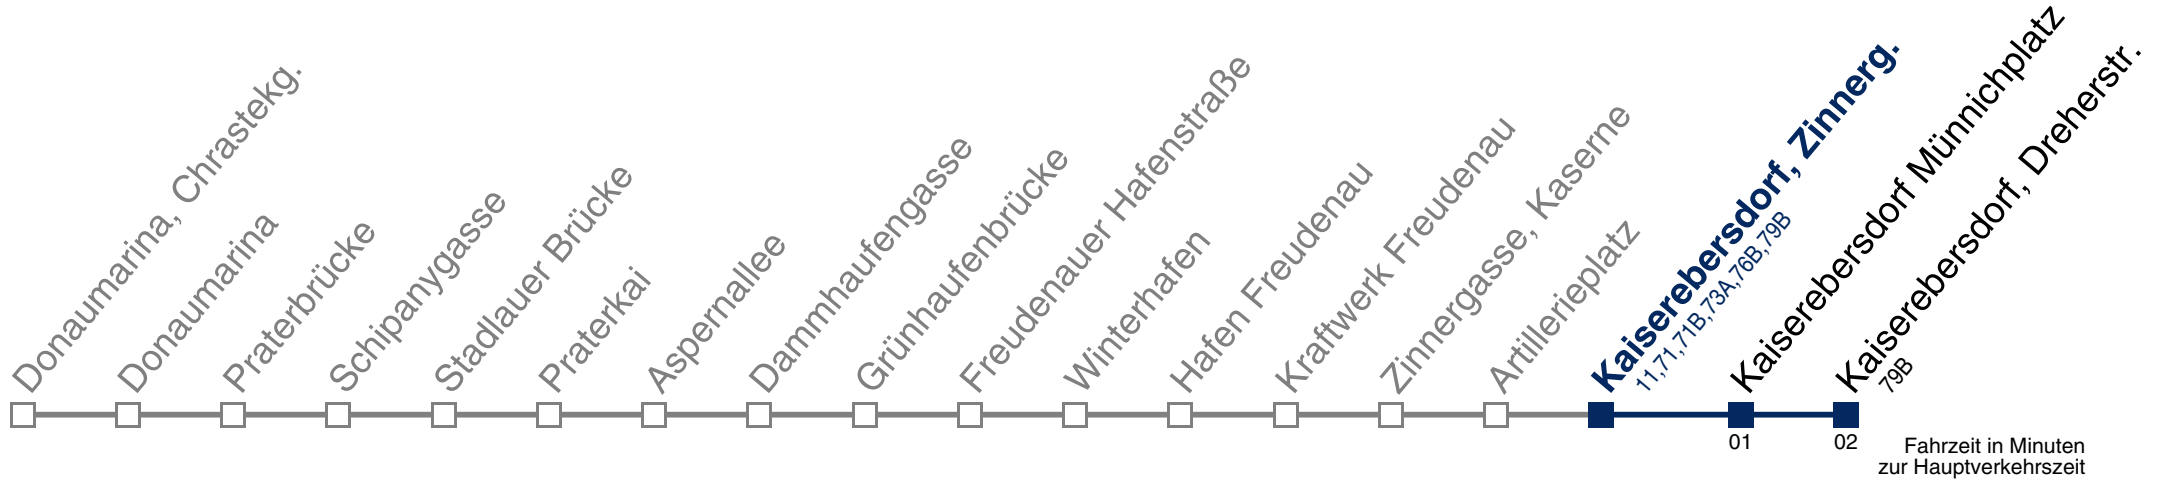 Donaumarina, Chrastekg.
Donaumarina
Praterbrücke
Schipanygasse
Stadlauer Brücke
Praterkai
Aspernallee
Dammhaufengasse
Grünhaufenbrücke
Freudenauer Hafenstraße
Winterhafen
Hafen Freudenau
Kraftwerk Freudenau
Zinnergasse, Kaserne
Artillerieplatz
Kaiserebersdorf, Zinnerg.
11,71,71B,73A,76B,79B
Kaiserebersdorf Münnichplatz
Kaiserebersdorf, Dreherstr.
79B
01
02
Fahrzeit in Minuten
zur Hauptverkehrszeit